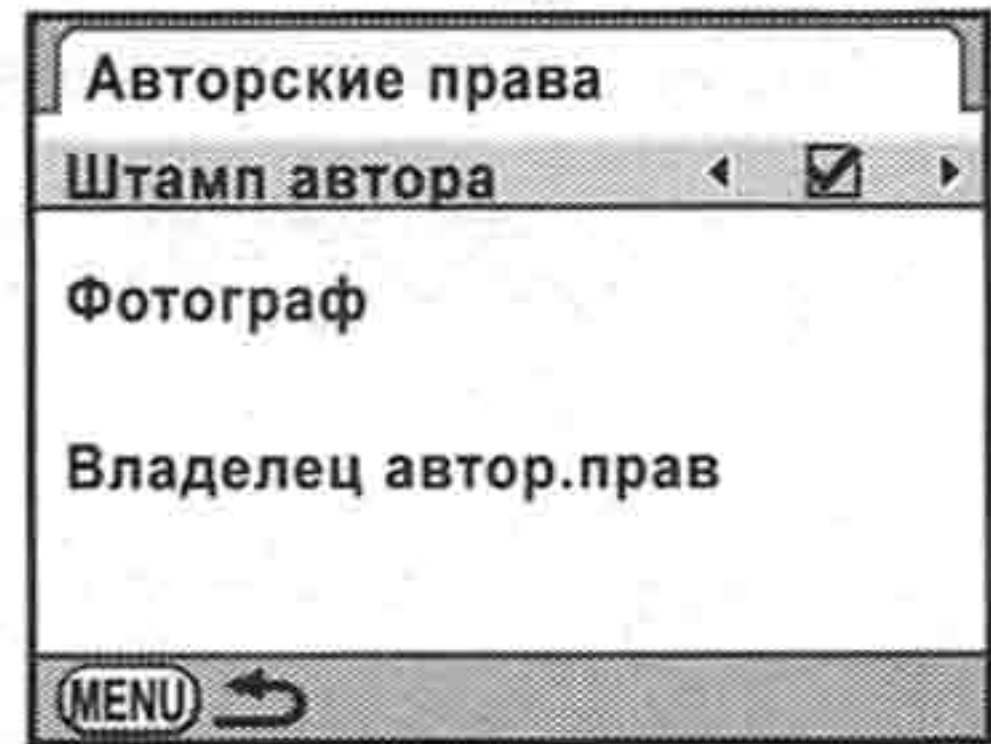 Авторские права
Штамп автора
Фотограф
Владелец автор.прав
MENU